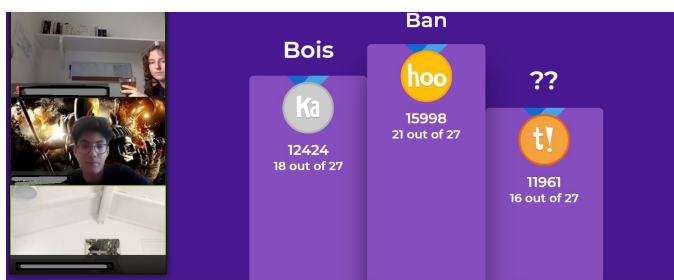 Ban
Bois
??
Ka
hoo
t!
12424
18 out of 27
15998
21 out of 27
11961
16 out of 27